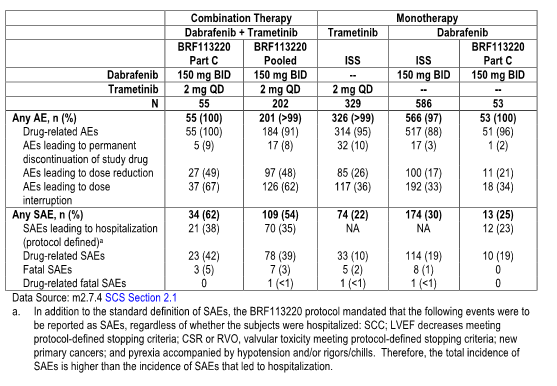 Combination Therapy Monotherapy
Dabrafenib + Trametinib Trametinib Dabrafenib
BRF113220 Part C BRF113220 Pooled ISS ISS BRF113220 Part C
Dabrafenib 150 mg BID 150 mg BID -- 150 mg BID 150 mg BID
Trametinib 2 mg QD 2 mg QD 2 mg QD -- --
N 55 202 329 586 53
Any AE, n (%) 55 (100) 201 (>99) 326 (>99) 566 (97) 53 (100)
Drug-related AEs 55 (100) 184 (91) 314 (95) 517 (88) 51 (96)
AEs leading to permanent discontinuation of study drug 5 (9) 17 (8) 32 (10) 17 (3) 1 (2)
AEs leading to dose reduction 27 (49) 97 (48) 85 (26) 100 (17) 11 (21)
AEs leading to dose interruption 37 (67) 126 (62) 117 (36) 192 (33) 18 (34)
Any SAE, n (%) 34 (62) 109 (54) 74 (22) 174 (30) 13 (25)
SAEs leading to hospitalization (protocol defined)a 21 (38) 70 (35) NA NA 12 (23)
Drug-related SAEs 23 (42) 78 (39) 33 (10) 114 (19) 10 (19)
Fatal SAEs 3 (5) 7 (3) 5 (2) 8 (1) 0
Drug-related fatal SAEs 0 1 (<1) 1 (<1) 1 (<1) 0
Data Source: m2.7.4 SCS Section 2.1
a. In addition to the standard definition of SAEs, the BRF113220 protocol mandated that the following events were to
be reported as SAEs, regardless of whether the subjects were hospitalized: SCC; LVEF decreases meeting
protocol-defined stopping criteria; CSR or RVO, valvular toxicity meeting protocol-defined stopping criteria; new
primary cancers; and pyrexia accompanied by hypotension and/or rigors/chills. Therefore, the total incidence of
SAEs is higher than the incidence of SAEs that led to hospitalization.